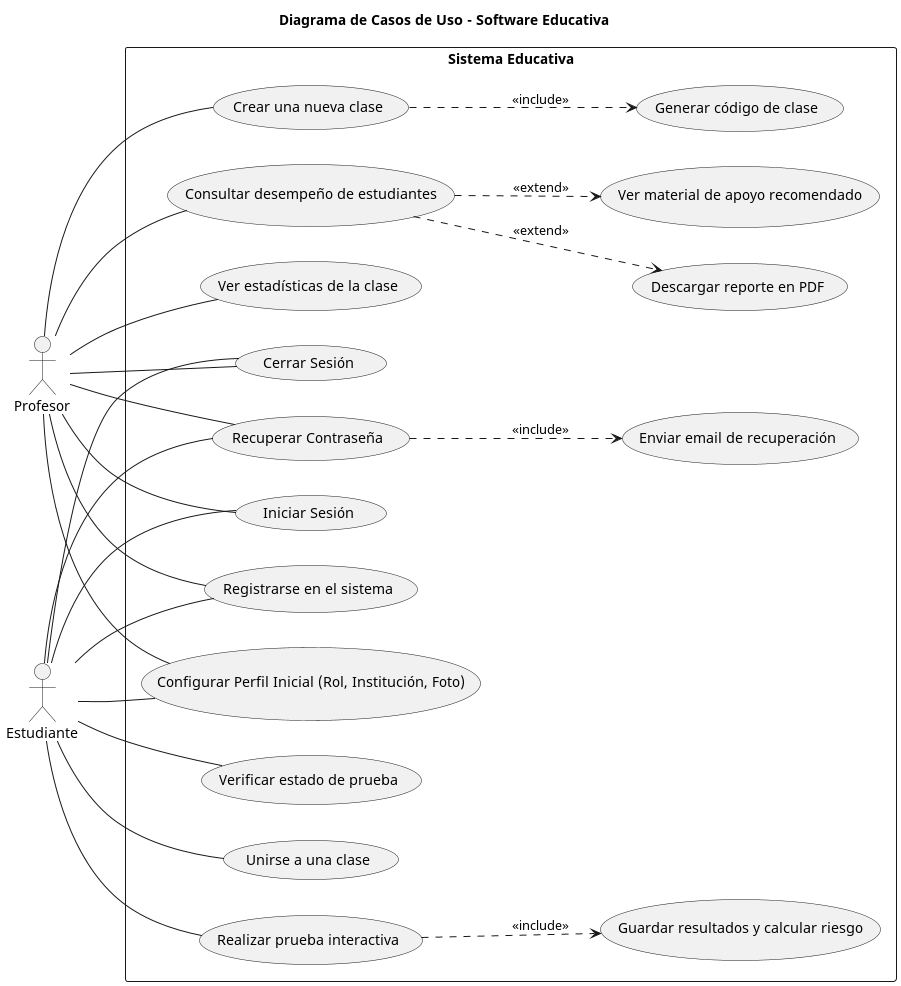 Diagrama de Casos de Uso - Software Educativa
Sistema Educativa
Crear una nueva clase
«include»
Generar código de clase
Consultar desempeño de estudiantes
«extend»
Ver material de apoyo recomendado
«extend»
Descargar reporte en PDF
Ver estadísticas de la clase
Profesor
Cerrar Sesión
Recuperar Contraseña
«include»
Enviar email de recuperación
Iniciar Sesión
Registrarse en el sistema
Configurar Perfil Inicial (Rol, Institución, Foto)
Estudiante
Verificar estado de prueba
Unirse a una clase
Realizar prueba interactiva
«include»
Guardar resultados y calcular riesgo